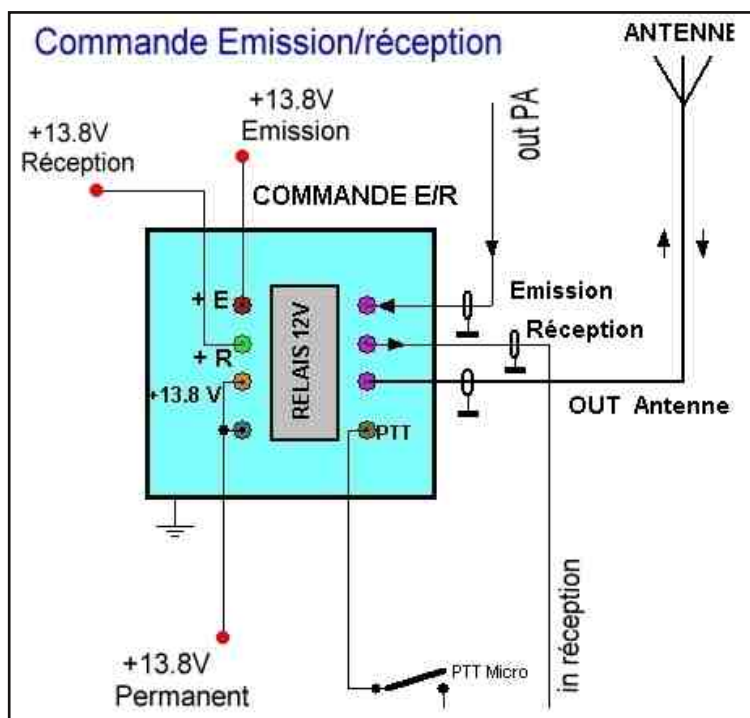 Commande Emission/réception
ANTENNE
+13.8V
Emission
+13.8V
Réception
out PA
COMMANDE E/R
+ E
RELAIS 12V
Emission
Réception
+ R
+13.8 V
OUT Antenne
PTT
in réception
+13.8V
Permanent
PTT Micro